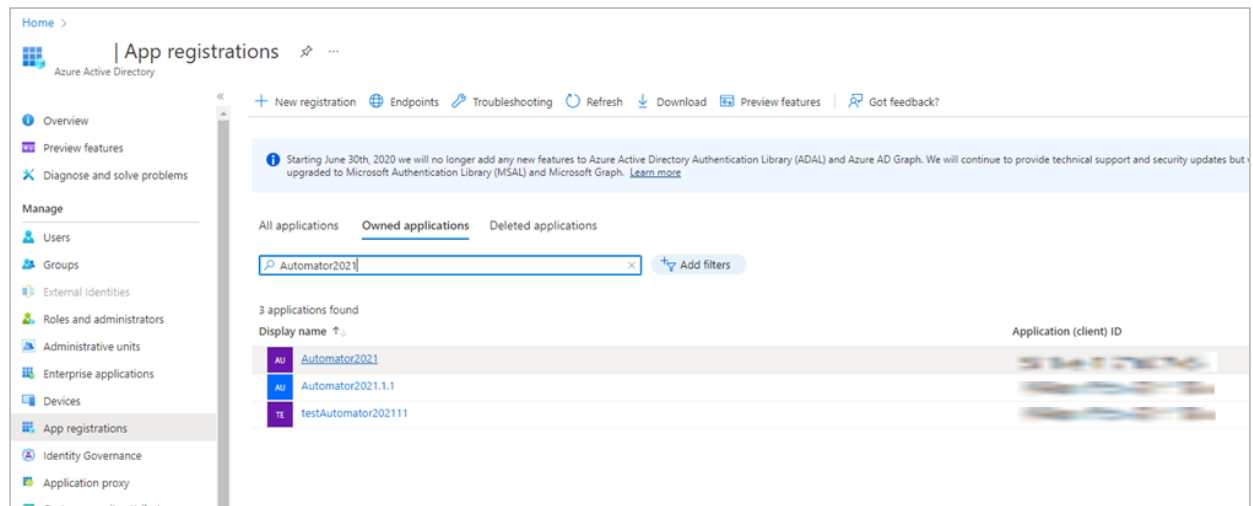 Home >
| App registrations ...
Azure Active Directory
«
+ New registration Endpoints Troubleshooting Refresh Download Preview features Got feedback?
Overview
Preview features
Diagnose and solve problems
Starting June 30th, 2020 we will no longer add any new features to Azure Active Directory Authentication Library (ADAL) and Azure AD Graph. We will continue to provide technical support and security updates but
upgraded to Microsoft Authentication Library (MSAL) and Microsoft Graph. Learn more
Manage
Users
Groups
External Identities
Roles and administrators
Administrative units
Enterprise applications
Devices
App registrations
Identity Governance
Application proxy
All applications Owned applications Deleted applications
Automator2021 × Add filters
3 applications found
Display name ↑↓ Application (client) ID
AU Automator2021
AU Automator2021.1.1
TE testAutomator202111